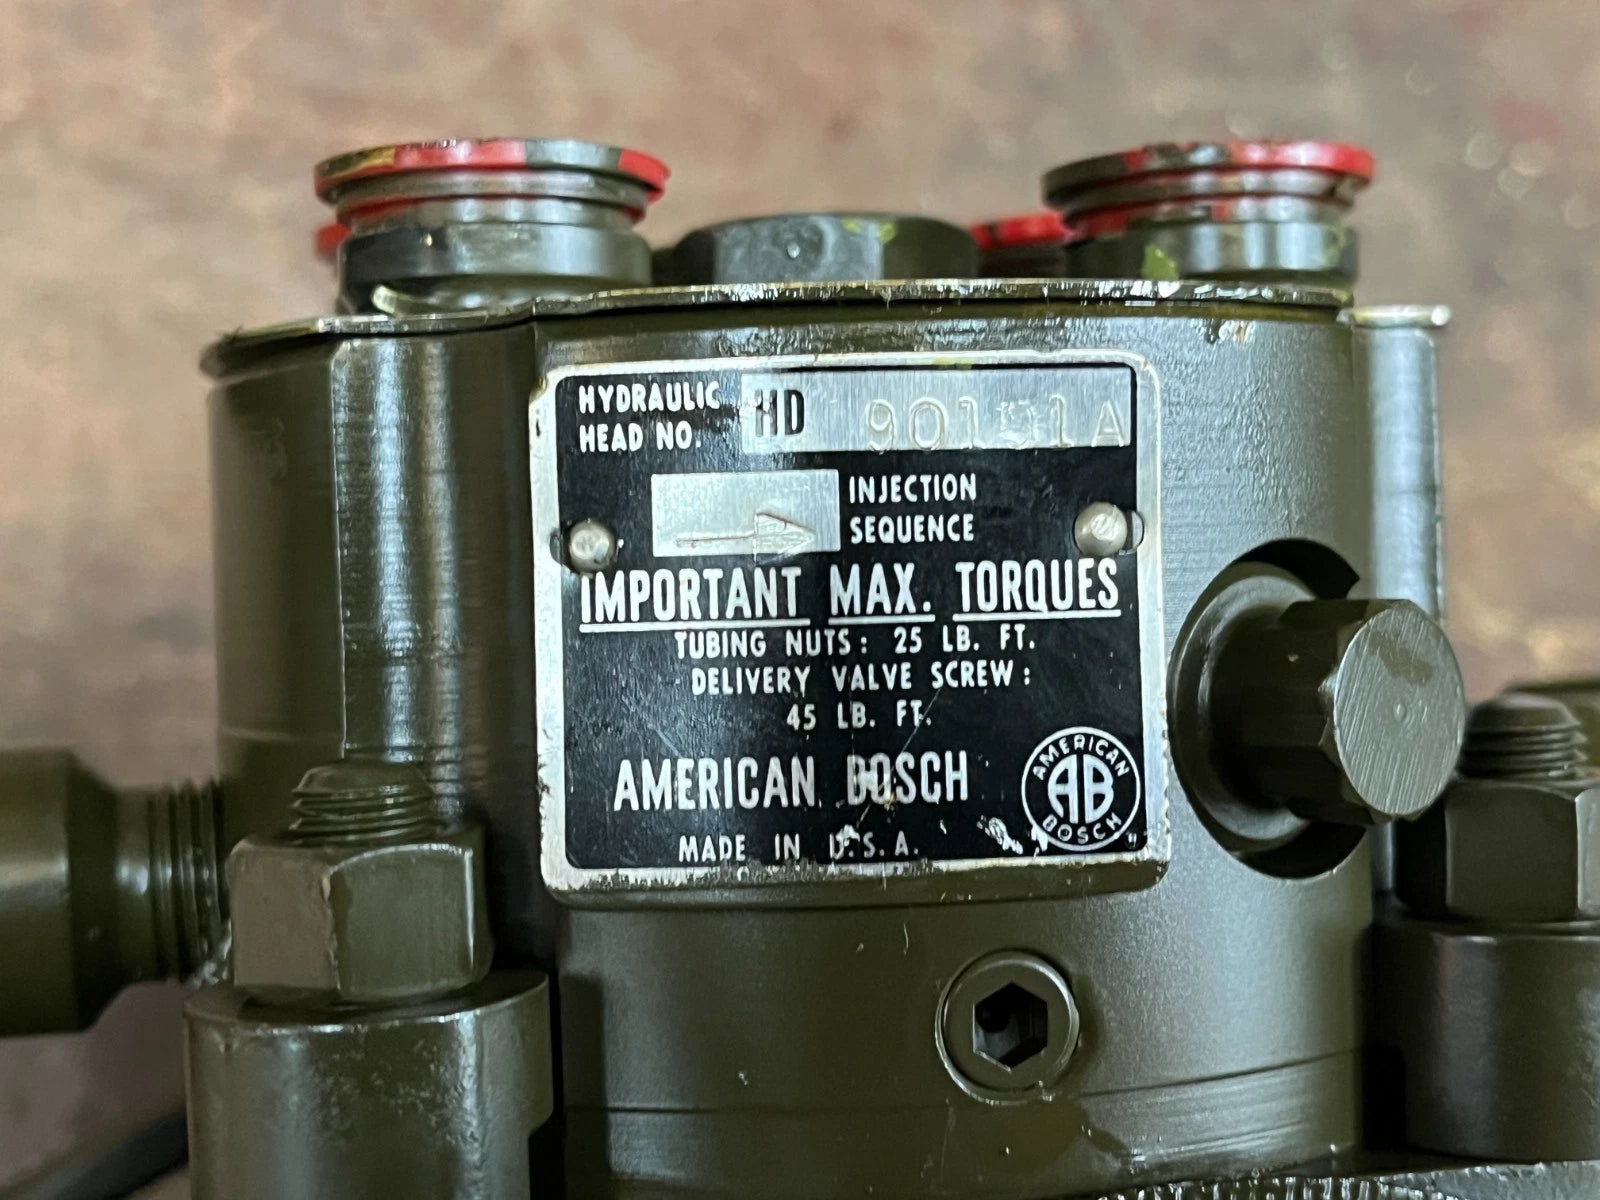 HYDRAULIC
HEAD NO. HD
INJECTION
SEQUENCE
IMPORTANT MAX. TORQUES
TUBING NUTS: 25 LB. FT.
DELIVERY VALVE SCREW:
45 LB. FT.
AMERICAN BOSCH
AMERICAN
AB
BOSCH
MADE IN U.S.A.